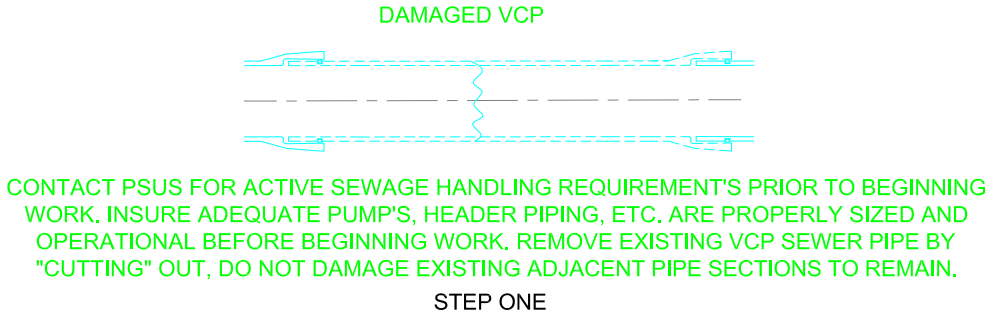 DAMAGED VCP
CONTACT PSUS FOR ACTIVE SEWAGE HANDLING REQUIREMENT'S PRIOR TO BEGINNING
WORK. INSURE ADEQUATE PUMP'S, HEADER PIPING, ETC. ARE PROPERLY SIZED AND
OPERATIONAL BEFORE BEGINNING WORK. REMOVE EXISTING VCP SEWER PIPE BY
"CUTTING" OUT, DO NOT DAMAGE EXISTING ADJACENT PIPE SECTIONS TO REMAIN.
STEP ONE